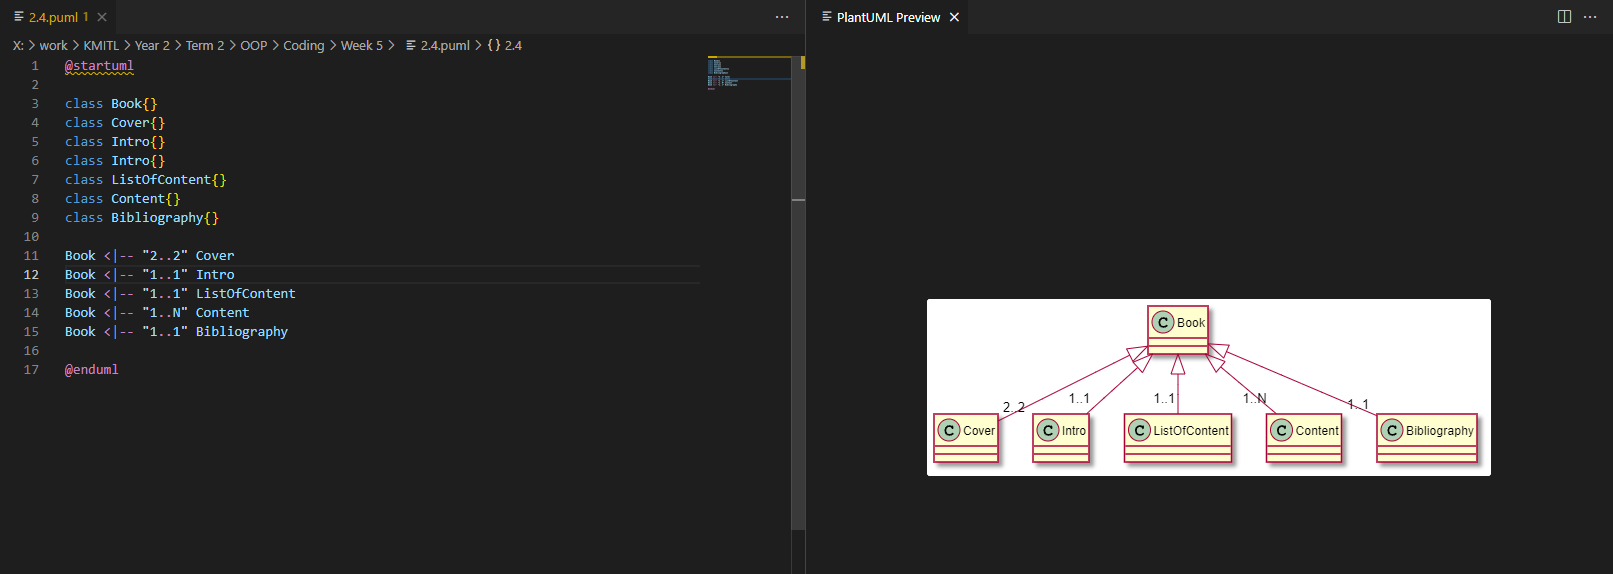 2.4.puml 1
X: > work > KMITL > Year 2 > Term 2 > OOP > Coding > Week 5 > 2.4.puml > {} 2.4
1 @startuml
2
3 class Book{}
4 class Cover{}
5 class Intro{}
6 class Intro{}
7 class ListOfContent{}
8 class Content{}
9 class Bibliography{}
10
11 Book <|-- "2..2" Cover
12 Book <|-- "1..1" Intro
13 Book <|-- "1..1" ListOfContent
14 Book <|-- "1..N" Content
15 Book <|-- "1..1" Bibliography
16
17 @enduml
PlantUML Preview
C Book
2..2 1..1 1..1 1..N 1..1
C Cover C Intro C ListOfContent C Content C Bibliography